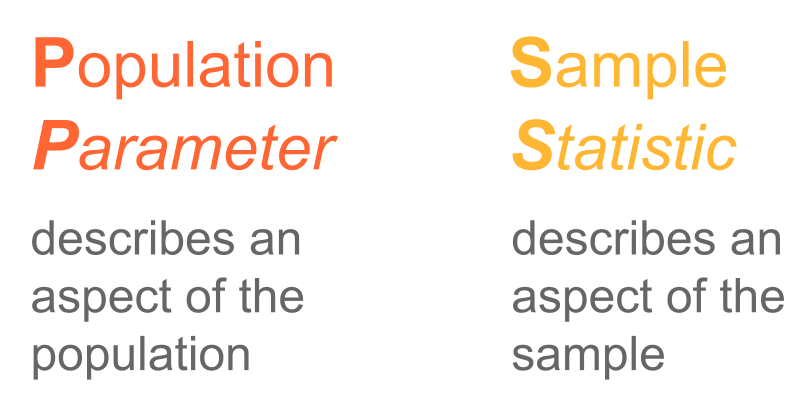 Population
Parameter
describes an
aspect of the
population
Sample
Statistic
describes an
aspect of the
sample